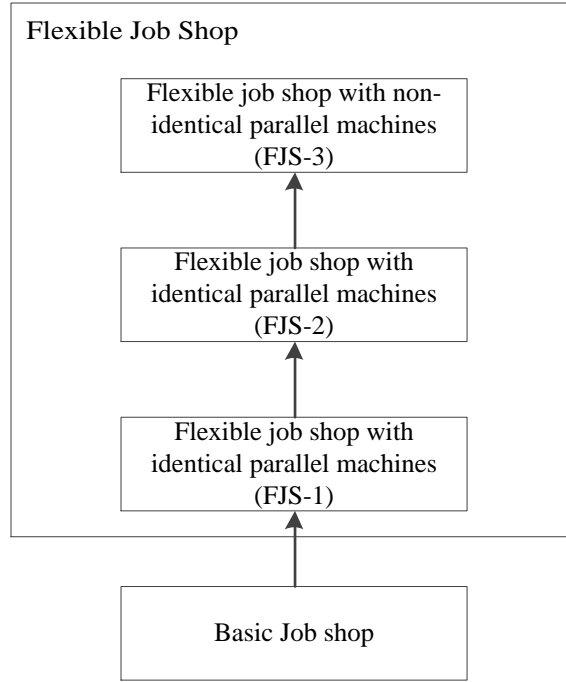 Flexible Job Shop
Flexible job shop with non-
identical parallel machines
(FJS-3)
Flexible job shop with
identical parallel machines
(FJS-2)
Flexible job shop with
identical parallel machines
(FJS-1)
Basic Job shop